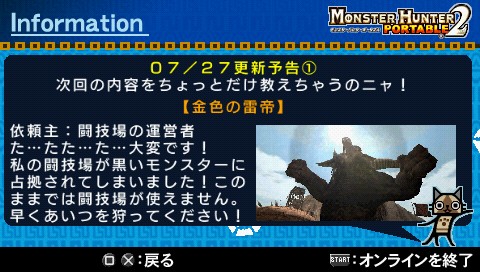 Information
MONSTER HUNTER
PORTABLE 2
07/27更新予告①
次回の内容をちょっとだけ教えちゃうのニャ！
【金色の雷帝】
依頼主：闘技場の運営者
た…たた…た…大変です！
私の闘技場が黒いモンスターに
占拠されてしまいました！この
ままでは闘技場が使えません。
早くあいつを狩ってください！
□×:戻る
START:オンラインを終了